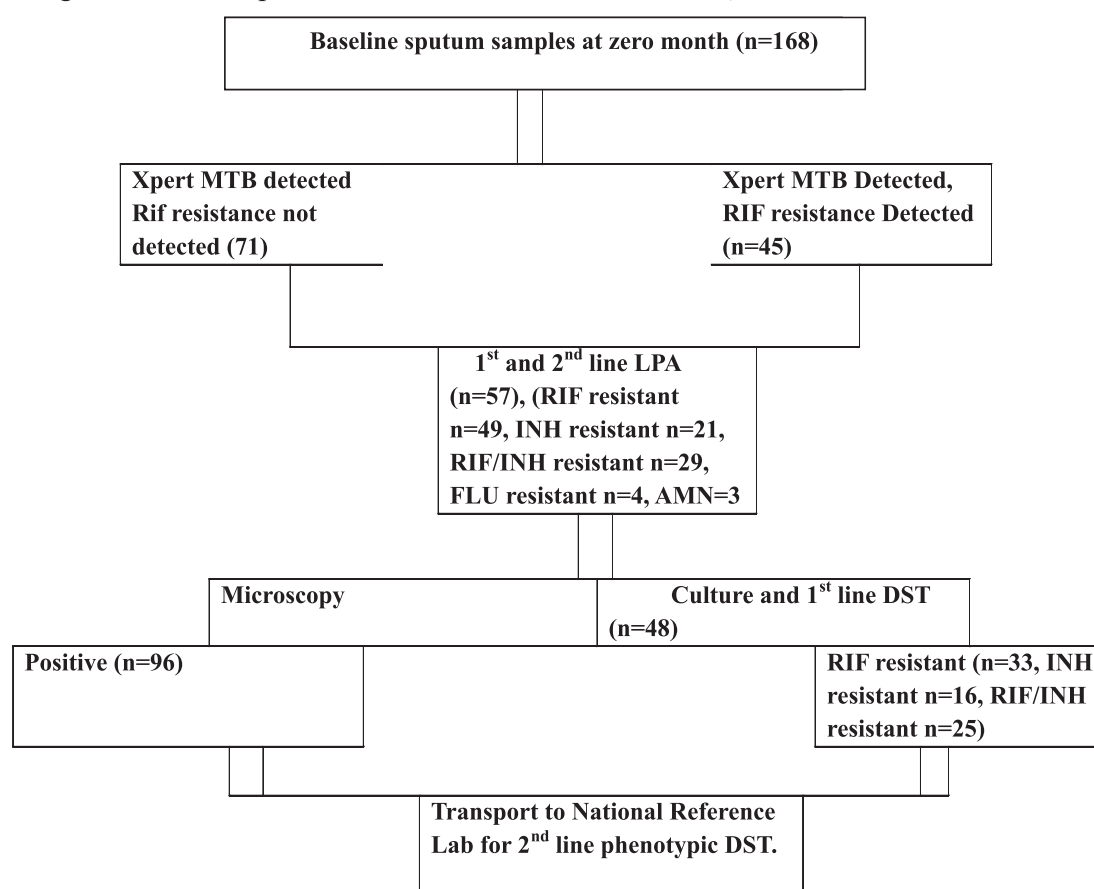 Baseline sputum samples at zero month (n=168)
Xpert MTB detected
Rif resistance not
detected (71)
Xpert MTB Detected,
RIF resistance Detected
(n=45)
1st and 2nd line LPA
(n=57), (RIF resistant
n=49, INH resistant n=21,
RIF/INH resistant n=29,
FLU resistant n=4, AMN=3
Microscopy
Culture and 1st line DST
(n=48)
Positive (n=96)
RIF resistant (n=33, INH
resistant n=16, RIF/INH
resistant n=25)
Transport to National Reference
Lab for 2nd line phenotypic DST.